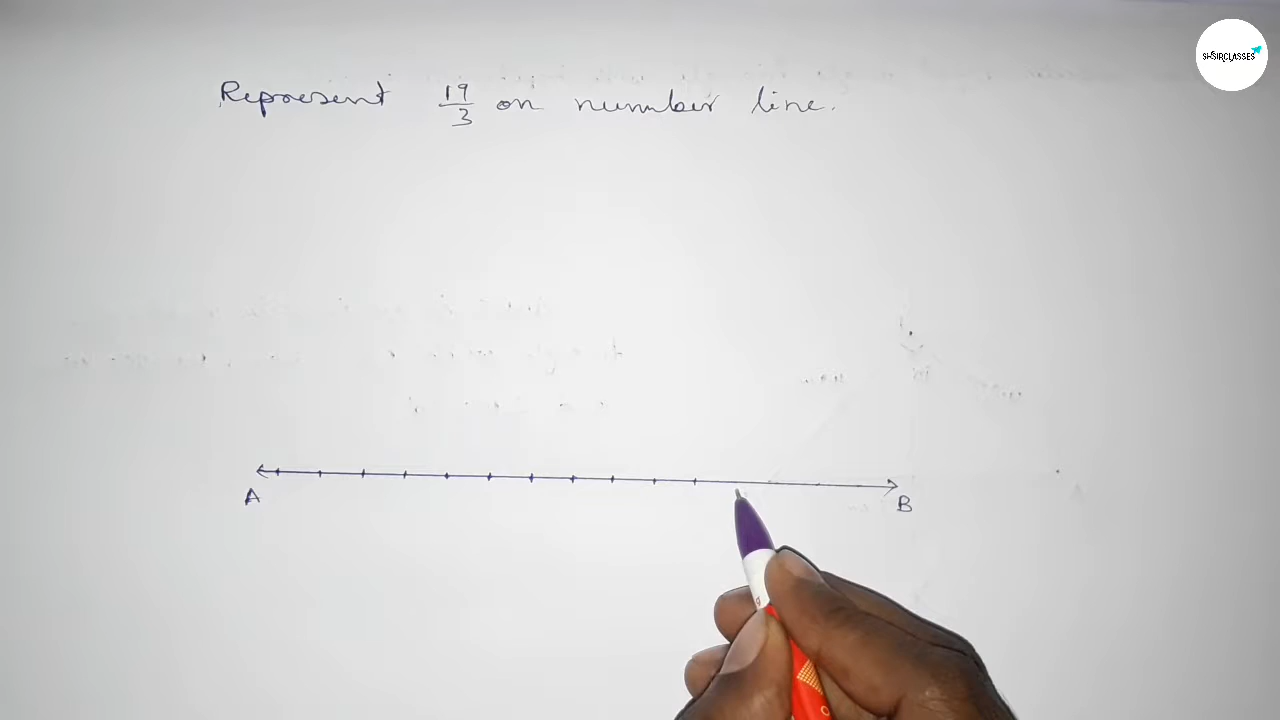 SHSIRCLASSES
Represent 19/3 on number line.
A
B